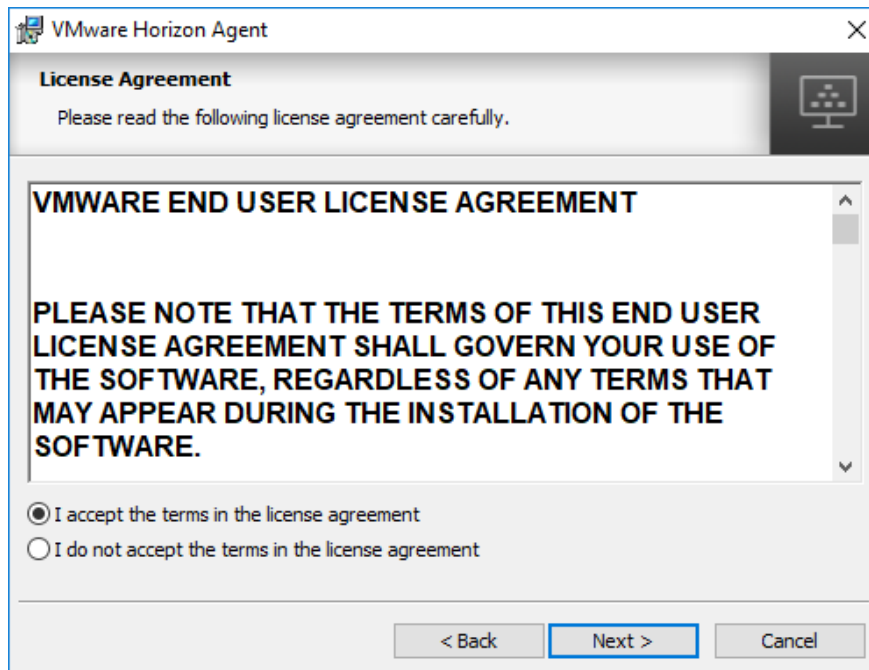 VMware Horizon Agent
License Agreement
Please read the following license agreement carefully.
VMWARE END USER LICENSE AGREEMENT
PLEASE NOTE THAT THE TERMS OF THIS END USER
LICENSE AGREEMENT SHALL GOVERN YOUR USE OF
THE SOFTWARE, REGARDLESS OF ANY TERMS THAT
MAY APPEAR DURING THE INSTALLATION OF THE
SOFTWARE.
I accept the terms in the license agreement
I do not accept the terms in the license agreement
< Back Next > Cancel